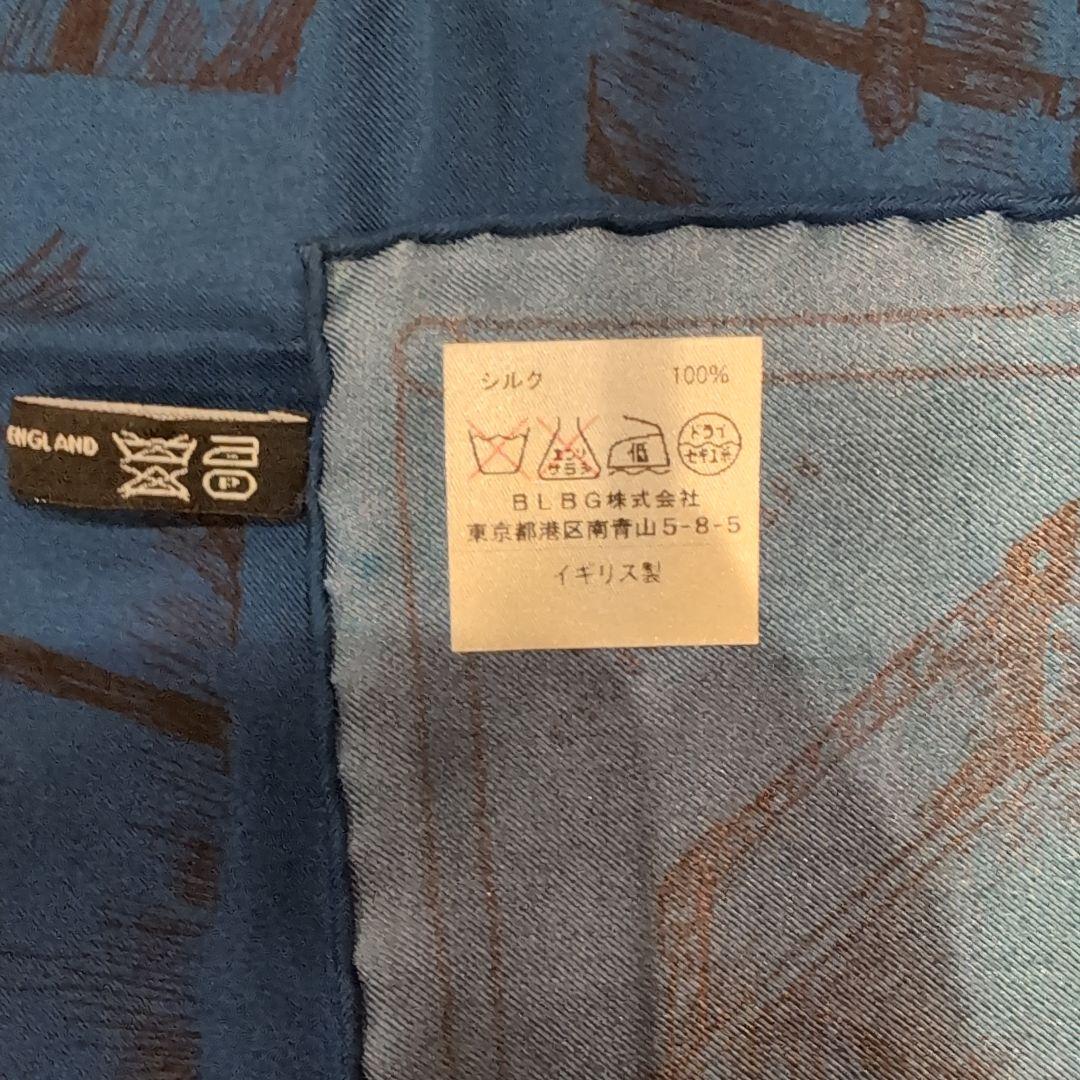 ENGLAND
シルク 100%
エンソ
サラシ
低
ドライ
セキユ系
BLBG株式会社
東京都港区南青山5-8-5
イギリス製